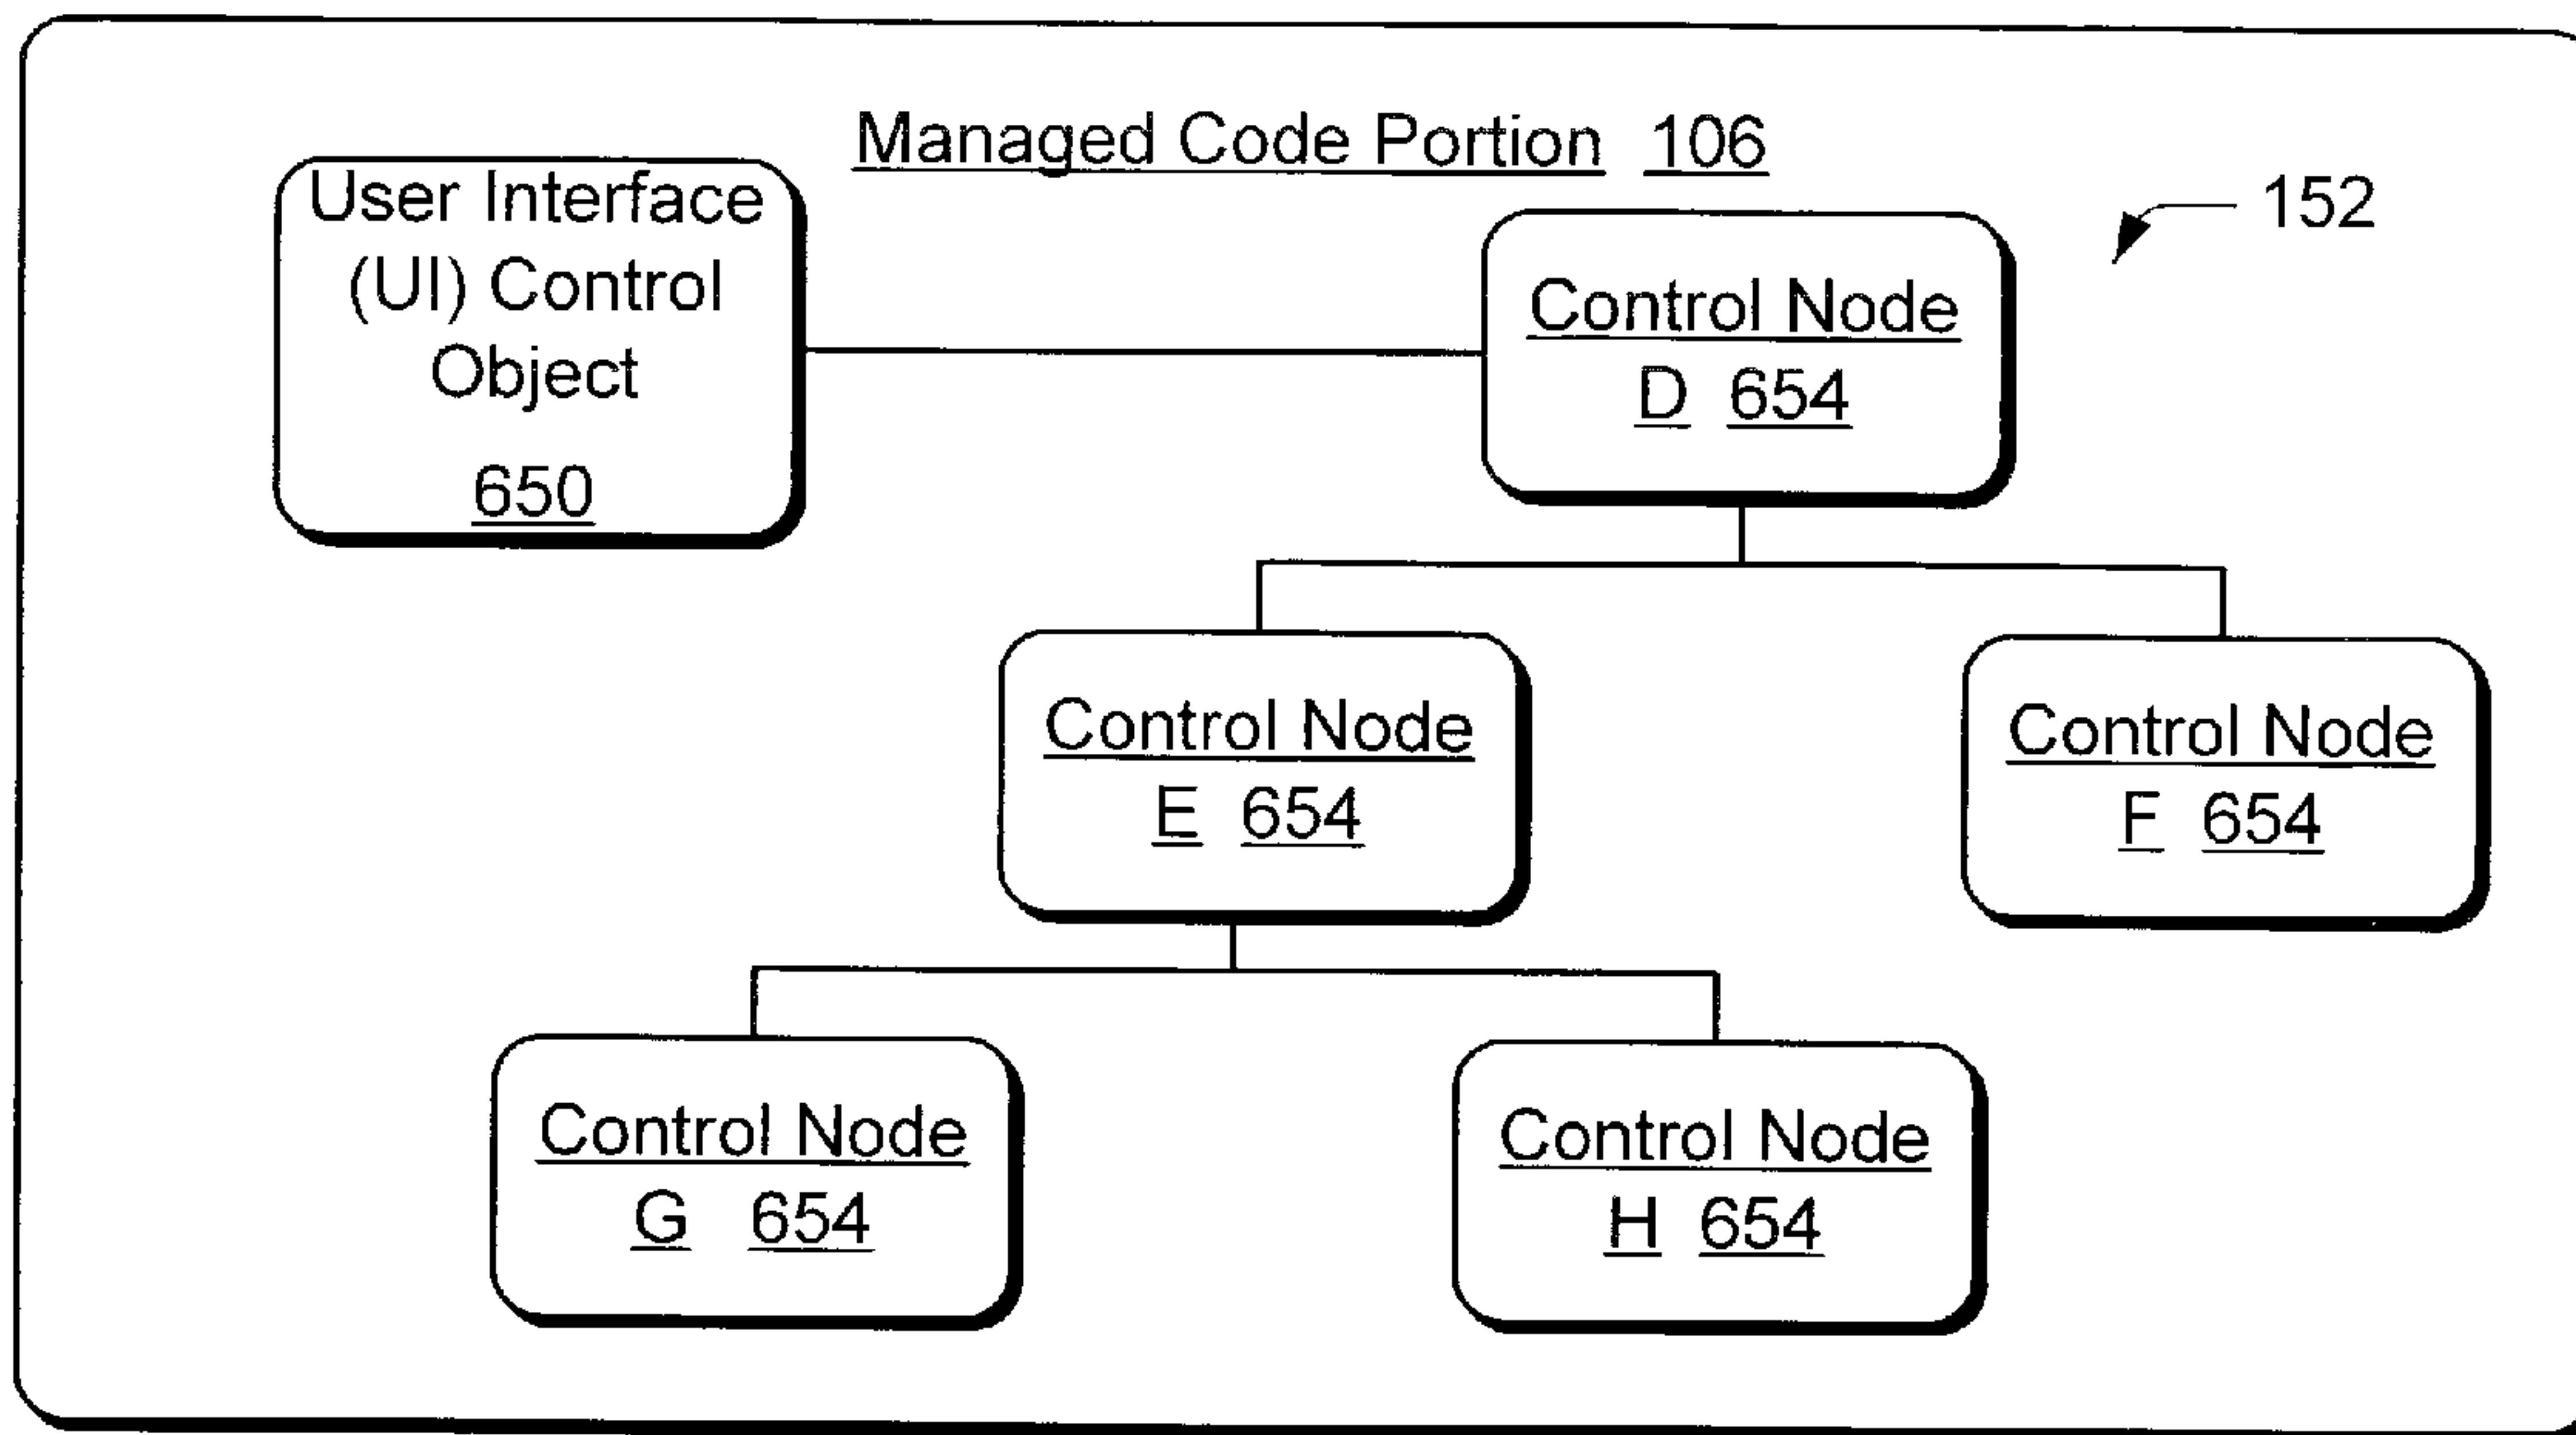 Managed Code Portion 106
User Interface
(UI) Control
Object
650
152
Control Node
D 654
Control Node
E 654
Control Node
F 654
Control Node
G 654
Control Node
H 654